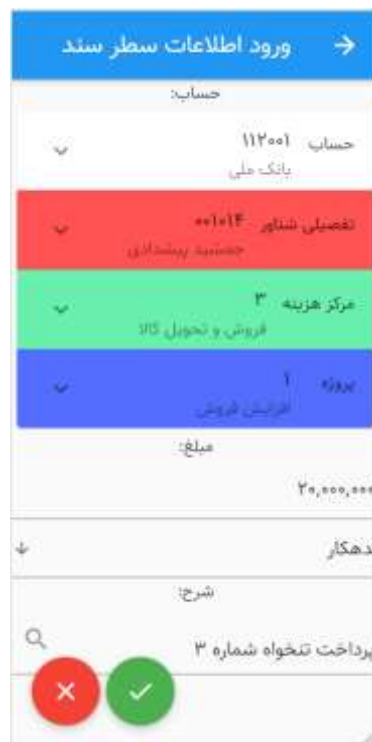 ورود اطلاعات سطر سند
حساب:
حساب ۱۱۲۰۰۱
بانک ملی
تفصیلی شناور ۰۰۱۰۱۴
جمشید پیشدادی
مرکز هزینه ۳
فروش و تحویل کالا
پروژه ۱
افزایش فروش
مبلغ:
۲۰,۰۰۰,۰۰۰
دهکار
شرح:
پرداخت تنخواه شماره ۳